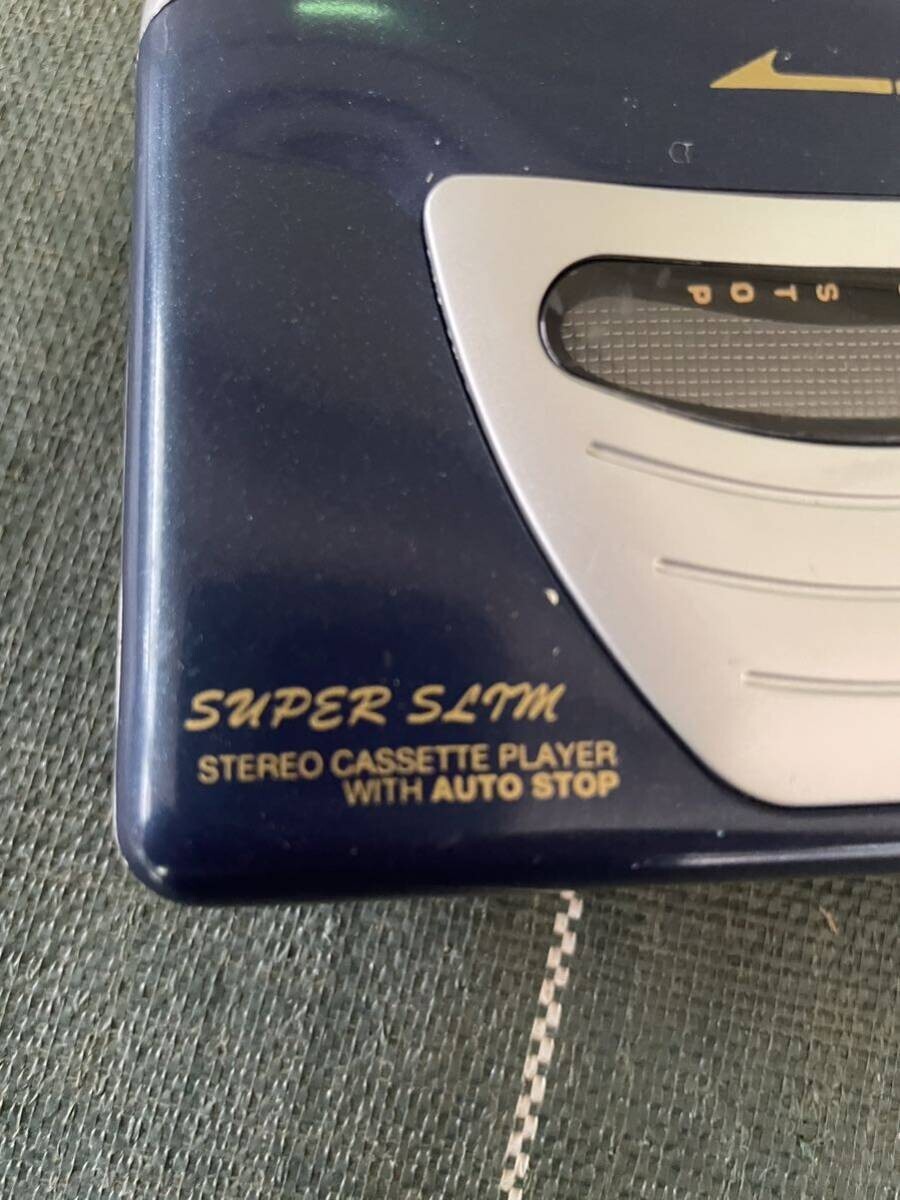 STOP
SUPER SLIM
STEREO CASSETTE PLAYER
WITH AUTO STOP